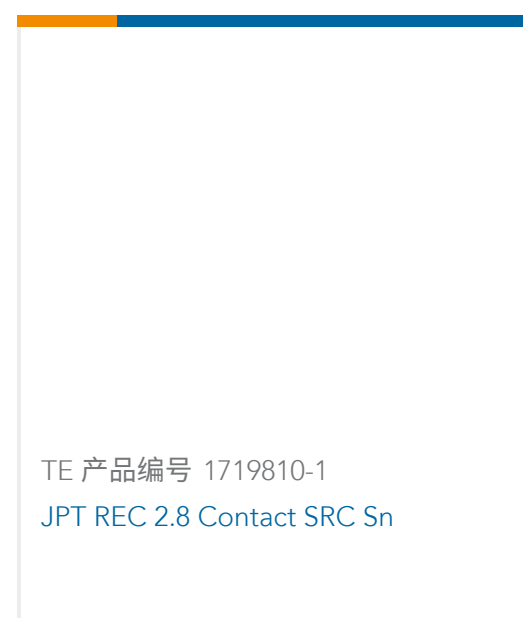 TE 产品编号 1719810-1
JPT REC 2.8 Contact SRC Sn